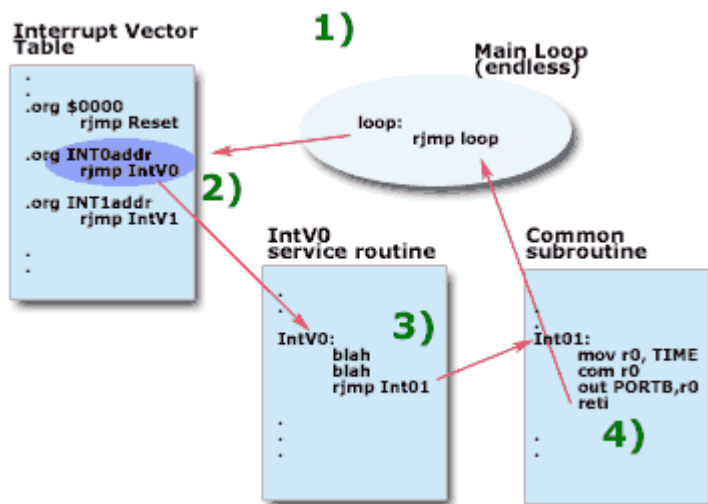 Interrupt Vector
Table
.
.
.org $0000
rjmp Reset
.org INT0addr
rjmp IntV0
.org INT1addr
rjmp IntV1
.
.
1)
Main Loop
(endless)
loop:
rjmp loop
2)
IntV0
service routine
.
.
IntV0:
blah
blah
rjmp Int01
.
.
.
3)
Common
subroutine
.
.
Int01:
mov r0, TIME
com r0
out PORTB,r0
reti
.
.
4)